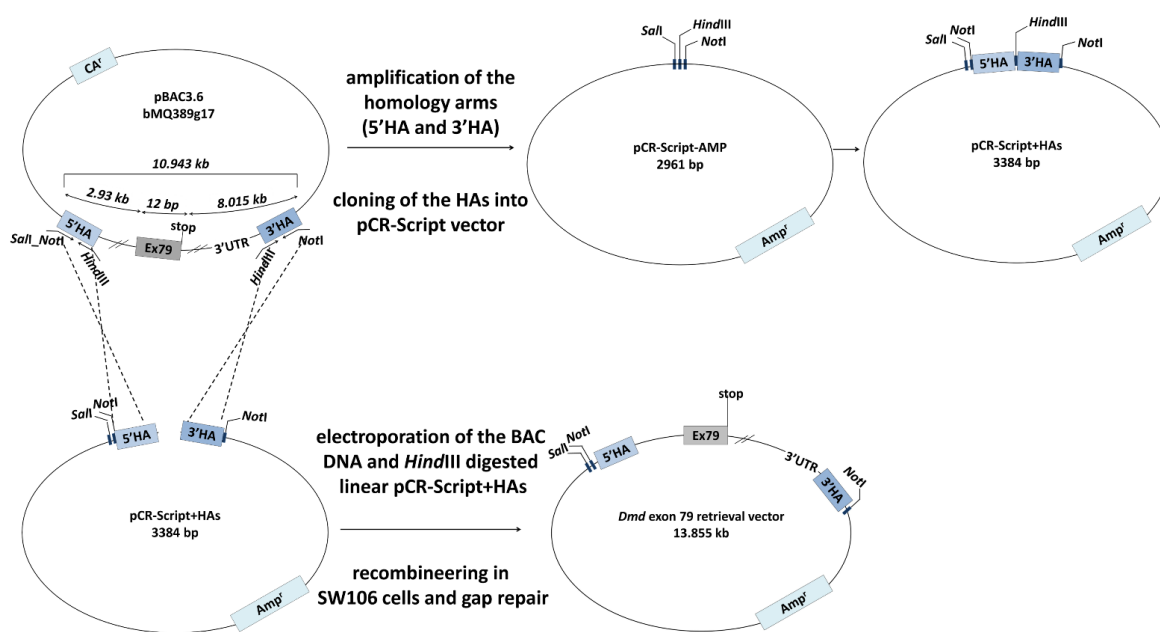 CAʳ
pBAC3.6
bMQ389g17
10.943 kb
2.93 kb
12 bp
8.015 kb
5'HA
stop
3'HA
SalI_NotI
Ex79
3'UTR
NotI
HindIII
HindIII
amplification of the
homology arms
(5'HA and 3'HA)
cloning of the HAs into
pCR-Script vector
SalI
HindIII
NotI
pCR-Script-AMP
2961 bp
Ampʳ
HindIII
NotI
SalI
NotI
5'HA
3'HA
pCR-Script+HAs
3384 bp
Ampʳ
NotI
SalI
NotI
5'HA
3'HA
pCR-Script+HAs
3384 bp
Ampʳ
electroporation of the BAC
DNA and HindIII digested
linear pCR-Script+HAs
recombineering in
SW106 cells and gap repair
stop
NotI
SalI
5'HA
Ex79
3'UTR
3'HA
NotI
Dmd exon 79 retrieval vector
13.855 kb
Ampʳ